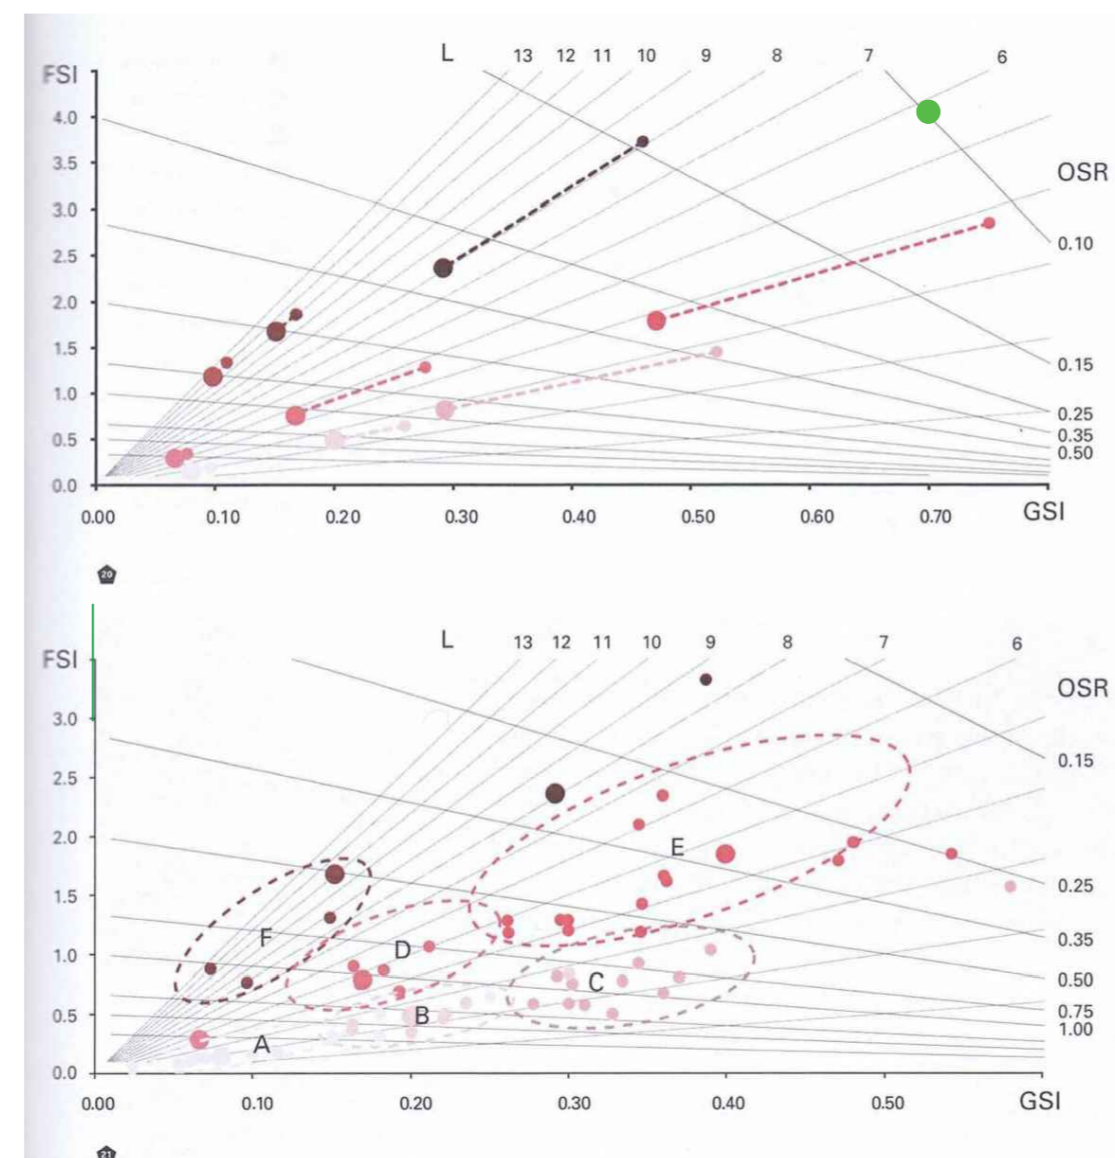 L 13 12 11 10 9 8 7 6
FSI
4.0
OSR
3.5
3.0
0.10
2.5
2.0
1.5
0.15
1.0
0.25
0.35
0.5
0.50
0.0
0.00 0.10 0.20 0.30 0.40 0.50 0.60 0.70 GSI
20
L 13 12 11 10 9 8 7 6
FSI
OSR
3.0
0.15
2.5
2.0
E
0.25
1.5
F
0.35
D
1.0
C
0.50
0.75
B
0.5
1.00
A
0.0
0.00 0.10 0.20 0.30 0.40 0.50 GSI
21